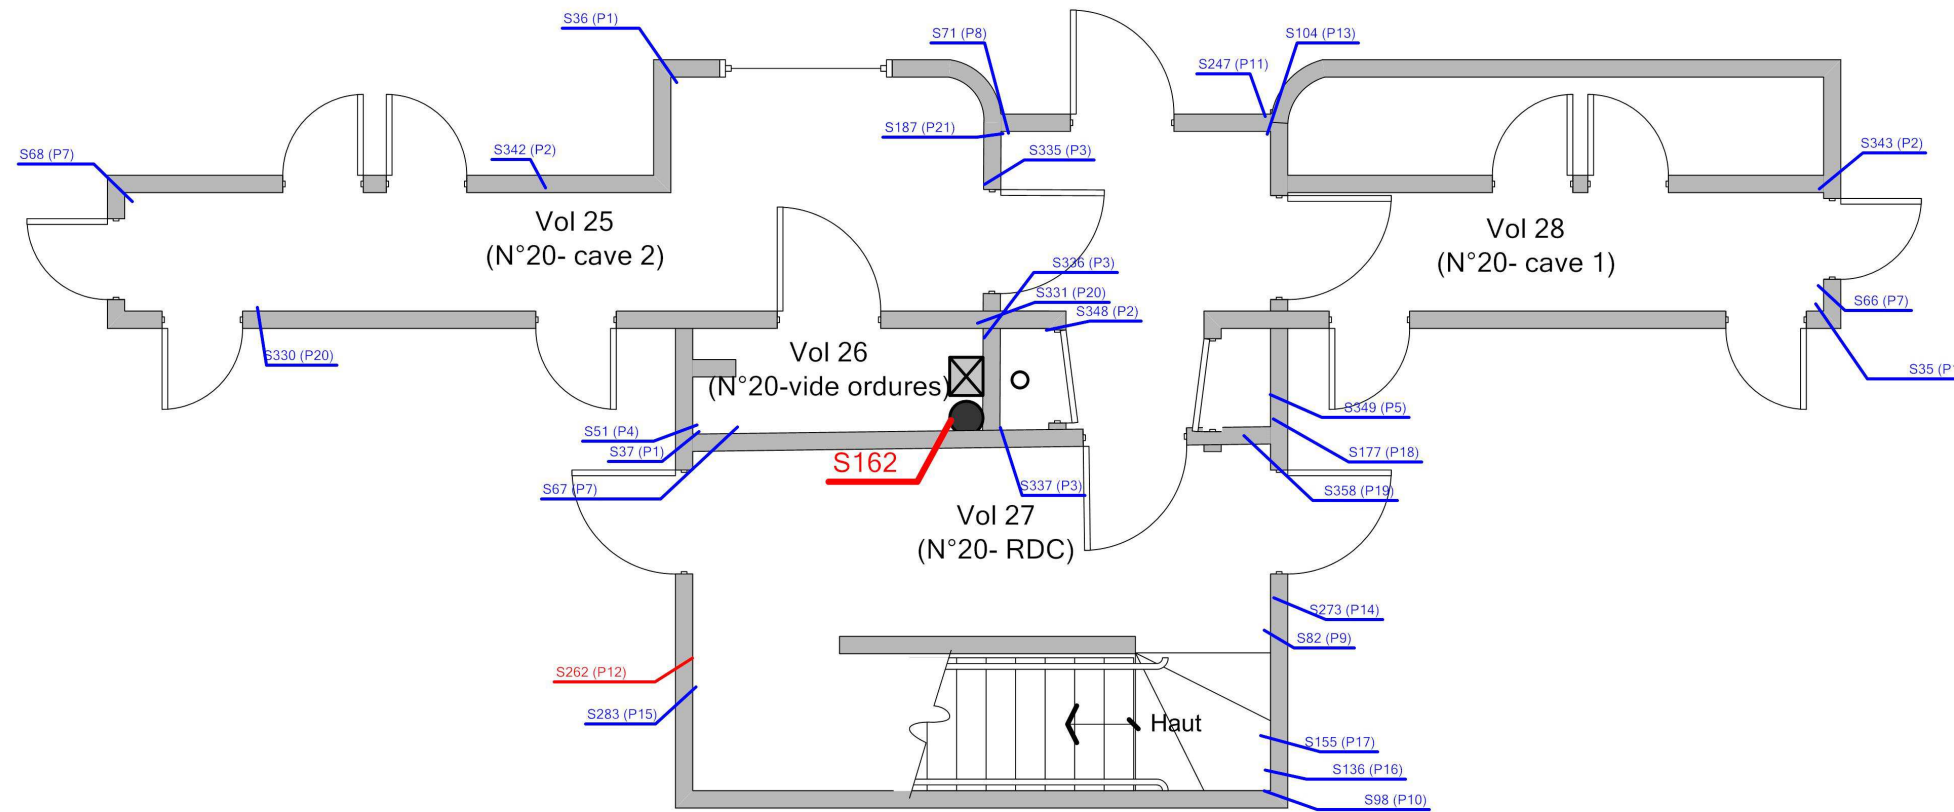 S36 (P1)
S71 (P8)
S104 (P13)
S247 (P11)
S187 (P21)
S68 (P7)
S342 (P2)
S335 (P3)
S343 (P2)
Vol 25
(N°20- cave 2)
Vol 28
(N°20- cave 1)
S336 (P3)
S331 (P20)
S348 (P2)
S66 (P7)
S330 (P20)
Vol 26
(N°20-vide ordures)
S35 (P1
S349 (P5)
S51 (P4)
S37 (P1)
S177 (P18)
S162
S67 (P7)
S337 (P3)
S358 (P19)
Vol 27
(N°20- RDC)
S273 (P14)
S82 (P9)
S262 (P12)
S283 (P15)
Haut
S155 (P17)
S136 (P16)
S98 (P10)